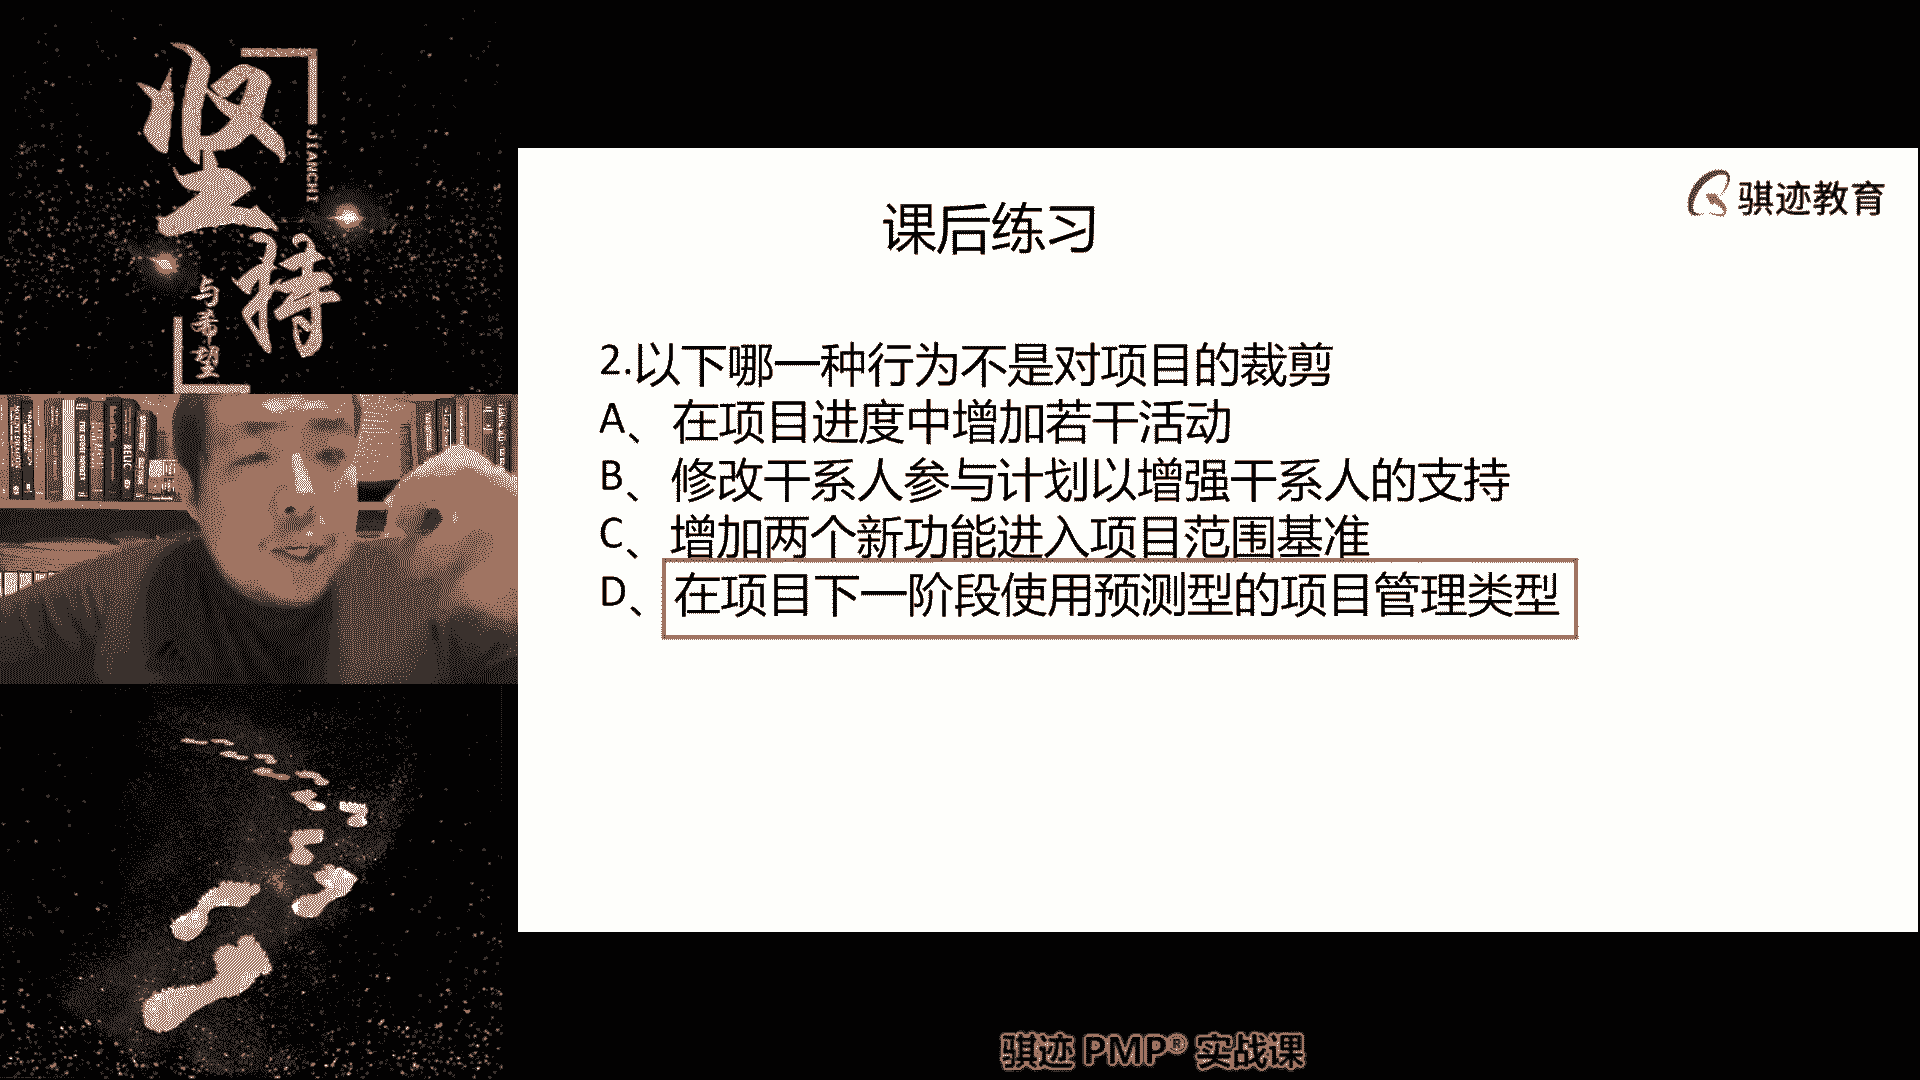 坚持
JIANCHI
与希望
骐迹教育
课后练习
2.以下哪一种行为不是对项目的裁剪
A、在项目进度中增加若干活动
B、修改干系人参与计划以增强干系人的支持
C、增加两个新功能进入项目范围基准
D、在项目下一阶段使用预测型的项目管理类型
骐迹 PMP® 实战课